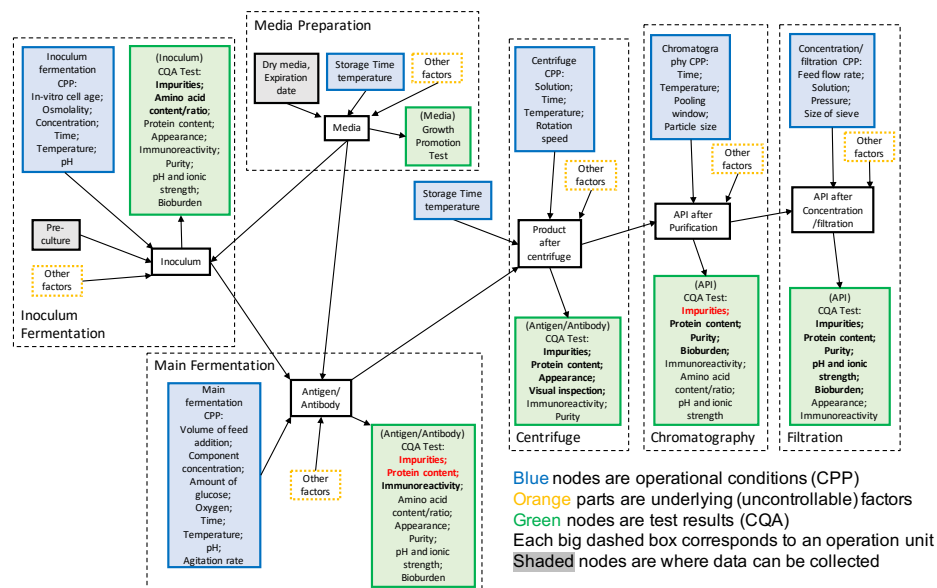 Media Preparation
Dry media,
Expiration
date
Storage Time
temperature
Other
factors
Media
(Media)
Growth
Promotion
Test
Inoculum
fermentation
CPP:
In-vitro cell age;
Osmolality;
Concentration;
Time;
Temperature;
pH
(Inoculum)
CQA Test:
Impurities;
Amino acid
content/ratio;
Protein content;
Appearance;
Immunoreactivity;
Purity;
pH and ionic
strength;
Bioburden
Pre-
culture
Other
factors
Inoculum
Inoculum
Fermentation
Main Fermentation
Main
fermentation
CPP:
Volume of feed
addition;
Component
concentration;
Amount of
glucose;
Oxygen;
Time;
Temperature;
pH;
Agitation rate
Antigen/
Antibody
Other
factors
(Antigen/Antibody)
CQA Test:
Impurities;
Protein content;
Immunoreactivity;
Amino acid
content/ratio;
Appearance;
Purity;
pH and ionic
strength;
Bioburden
Storage Time
temperature
Centrifuge
CPP:
Solution;
Time;
Temperature;
Rotation
speed
Other
factors
Product after
centrifuge
(Antigen/Antibody)
CQA Test:
Impurities;
Protein content;
Appearance;
Visual inspection;
Immunoreactivity;
Purity
Centrifuge
Chromatogra
phy CPP:
Time;
Temperature;
Pooling
window;
Particle size
Other
factors
API after
Purification
(API)
CQA Test:
Impurities;
Protein content;
Purity;
Bioburden;
Immunoreactivity;
Amino acid
content/ratio;
pH and ionic
strength
Chromatography
Concentration/
filtration CPP:
Feed flow rate;
Solution;
Pressure;
Size of sieve
Other
factors
API after
Concentration
/filtration
(API)
CQA Test:
Impurities;
Protein content;
Purity;
pH and ionic
strength;
Bioburden;
Appearance;
Immunoreactivity
Filtration
Blue nodes are operational conditions (CPP)
Orange parts are underlying (uncontrollable) factors
Green nodes are test results (CQA)
Each big dashed box corresponds to an operation unit
Shaded nodes are where data can be collected